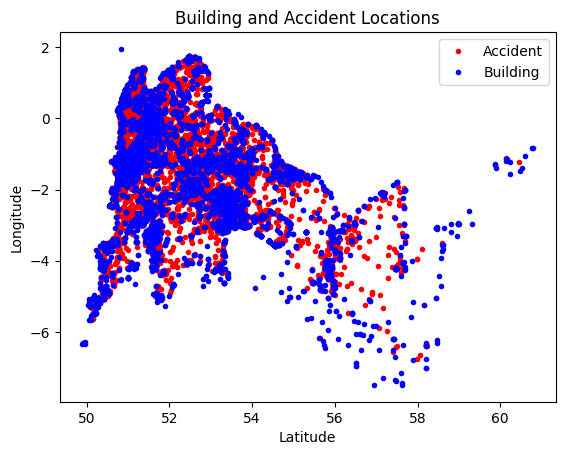 Building and Accident Locations
Accident
Building
2
0
−2
−4
−6
Longitude
50
52
54
56
58
60
Latitude